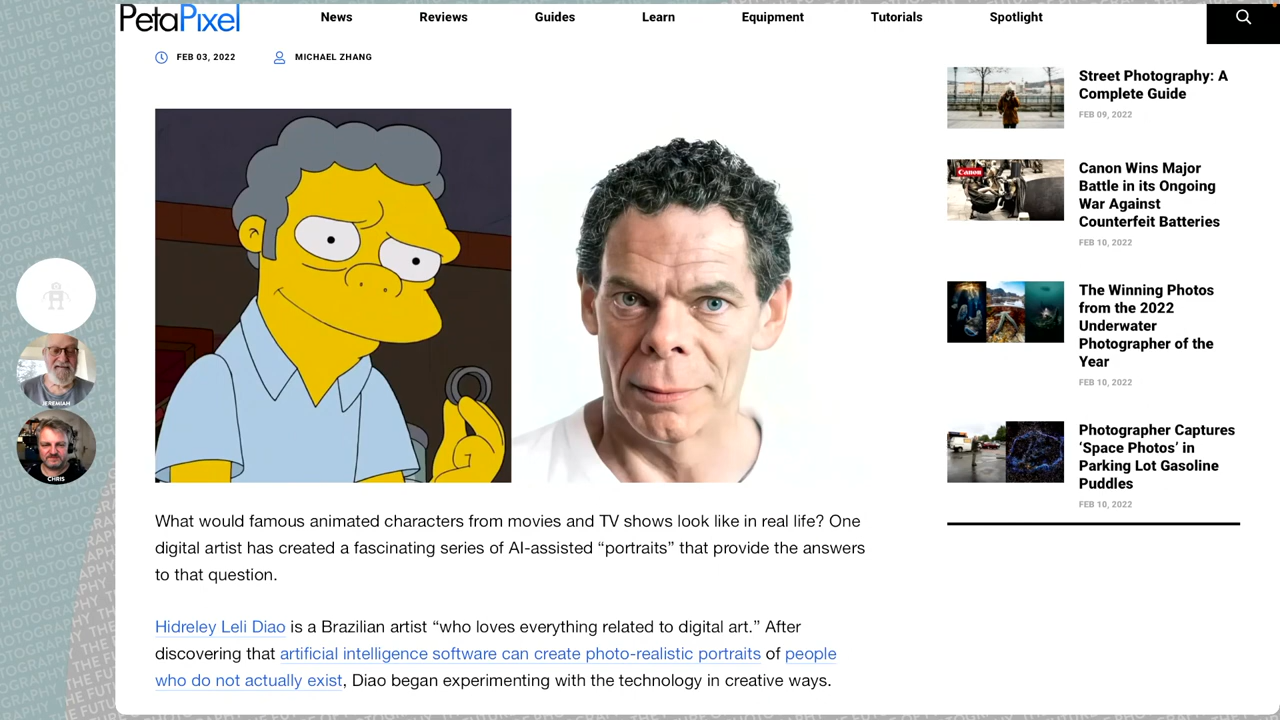 PetaPixel
News
Reviews
Guides
Learn
Equipment
Tutorials
Spotlight
FEB 03, 2022
MICHAEL ZHANG
What would famous animated characters from movies and TV shows look like in real life? One
digital artist has created a fascinating series of AI-assisted “portraits” that provide the answers
to that question.
Hidreley Leli Diao is a Brazilian artist “who loves everything related to digital art.” After
discovering that artificial intelligence software can create photo-realistic portraits of people
who do not actually exist, Diao began experimenting with the technology in creative ways.
Street Photography: A
Complete Guide
FEB 09, 2022
Canon
Canon Wins Major
Battle in its Ongoing
War Against
Counterfeit Batteries
FEB 10, 2022
The Winning Photos
from the 2022
Underwater
Photographer of the
Year
FEB 10, 2022
Photographer Captures
‘Space Photos’ in
Parking Lot Gasoline
Puddles
FEB 10, 2022
JEREMIAH
CHRIS